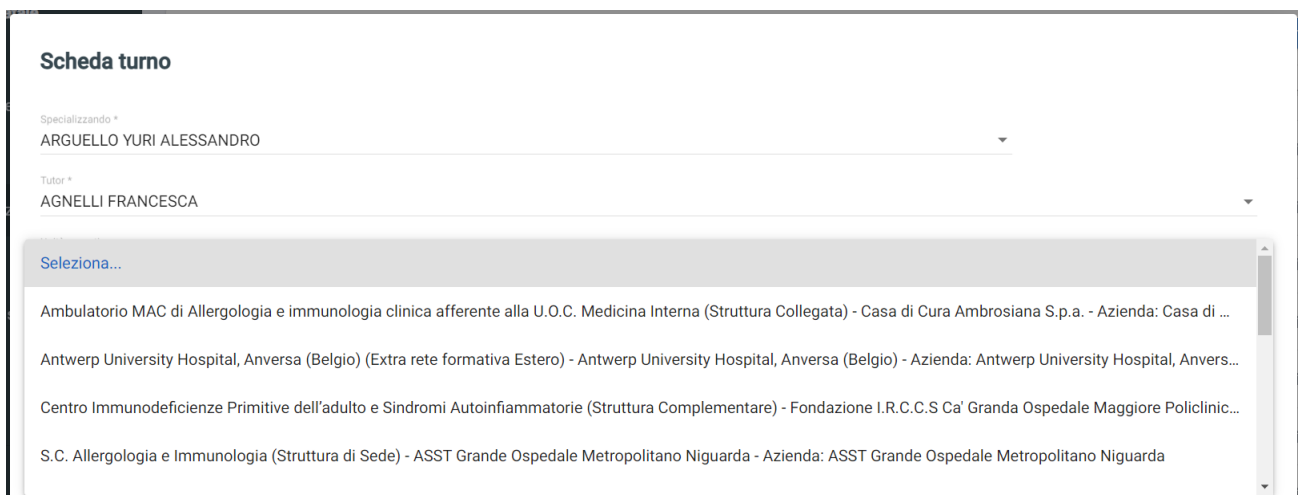 Scheda turno
Specializzando *
ARGUELLO YURI ALESSANDRO
Tutor *
AGNELLI FRANCESCA
Seleziona...
Ambulatorio MAC di Allergologia e immunologia clinica afferente alla U.O.C. Medicina Interna (Struttura Collegata) - Casa di Cura Ambrosiana S.p.a. - Azienda: Casa di ...
Antwerp University Hospital, Anversa (Belgio) (Extra rete formativa Estero) - Antwerp University Hospital, Anversa (Belgio) - Azienda: Antwerp University Hospital, Anvers...
Centro Immunodeficienze Primitive dell'adulto e Sindromi Autoinfiammatorie (Struttura Complementare) - Fondazione I.R.C.C.S Ca' Granda Ospedale Maggiore Policlinic...
S.C. Allergologia e Immunologia (Struttura di Sede) - ASST Grande Ospedale Metropolitano Niguarda - Azienda: ASST Grande Ospedale Metropolitano Niguarda